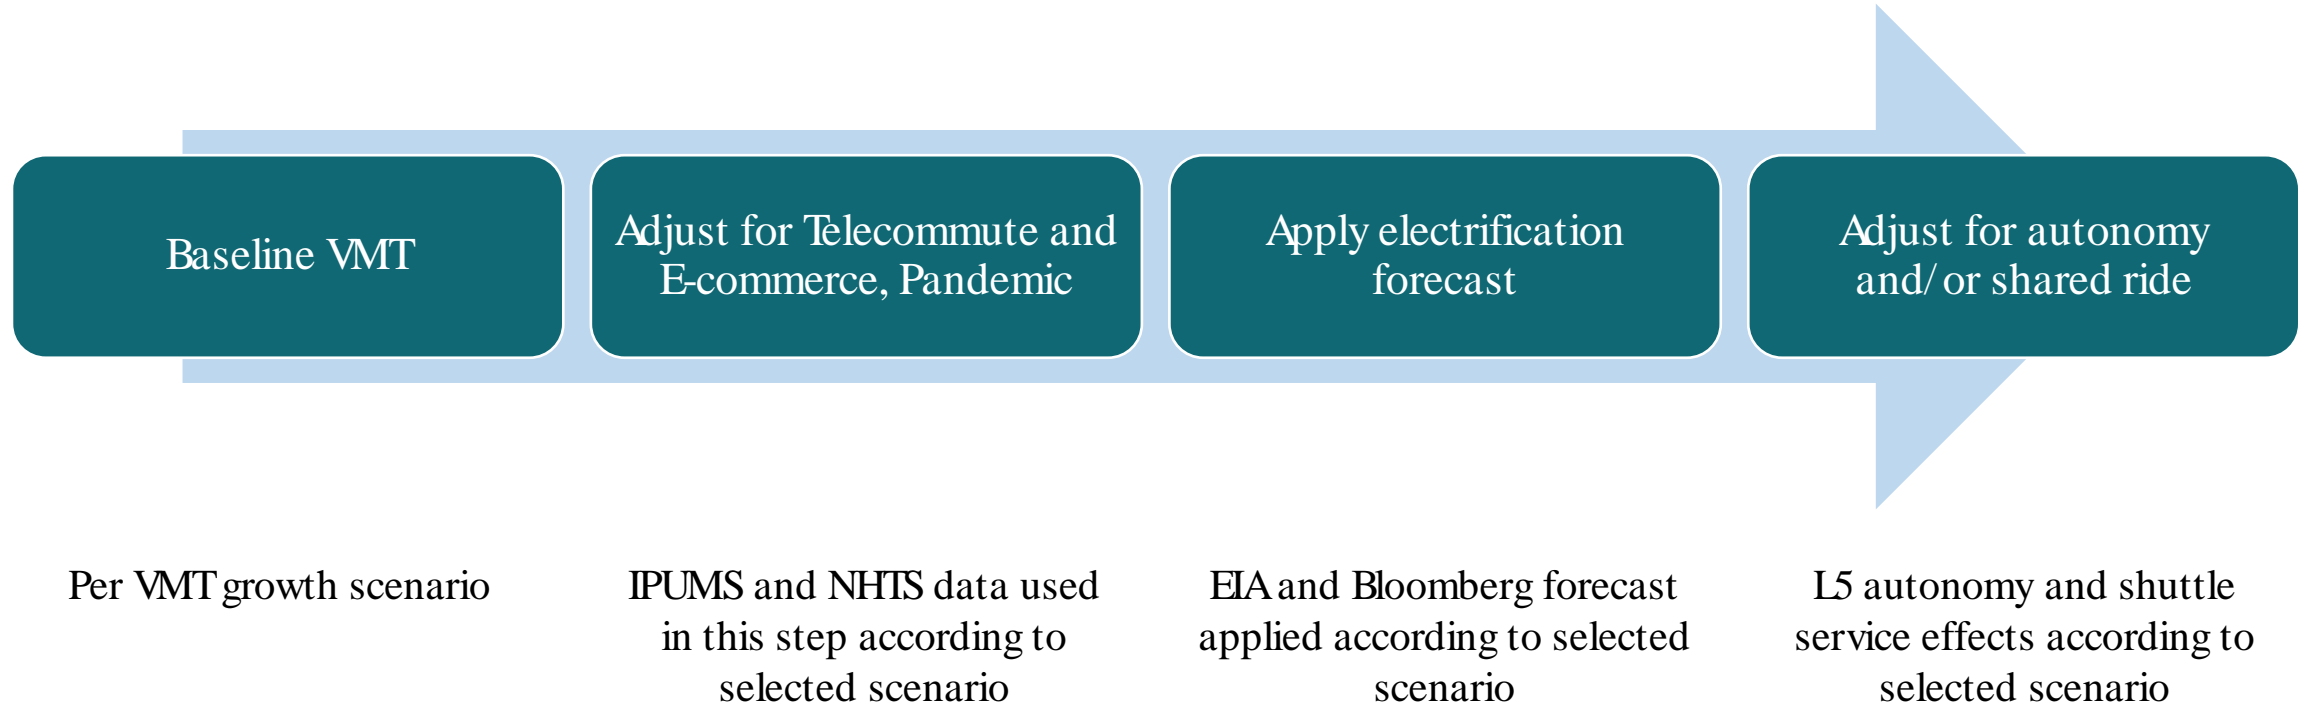 Baseline VMT
Adjust for Telecommute and
E-commerce, Pandemic
Apply electrification
forecast
Adjust for autonomy
and/or shared ride
Per VMT growth scenario
IPUMS and NHTS data used
in this step according to
selected scenario
EIA and Bloomberg forecast
applied according to selected
scenario
L5 autonomy and shuttle
service effects according to
selected scenario